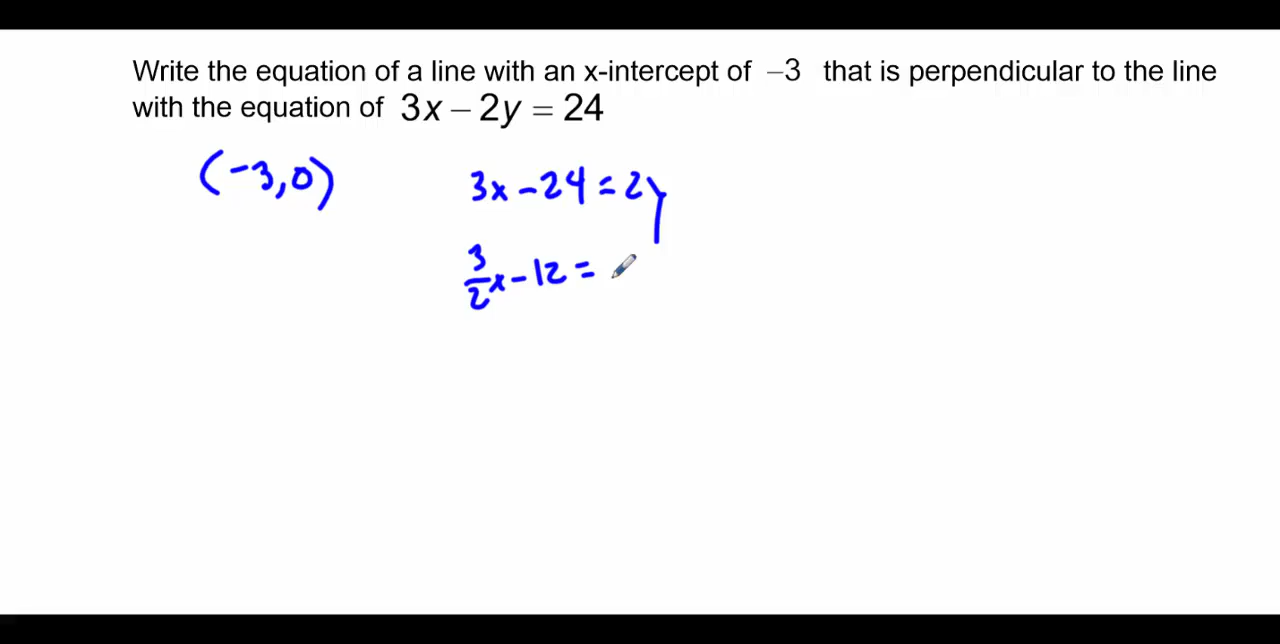 Write the equation of a line with an x-intercept of −3 that is perpendicular to the line
with the equation of 3x − 2y = 24
(-3,0) 3x - 24 = 2y
3/2 x - 12 =